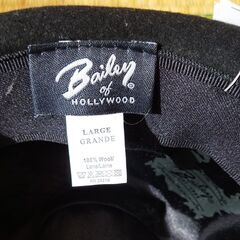 Bailey
of
HOLLYWOOD
LARGE
GRANDE
100% Wool/
Lana/Laine